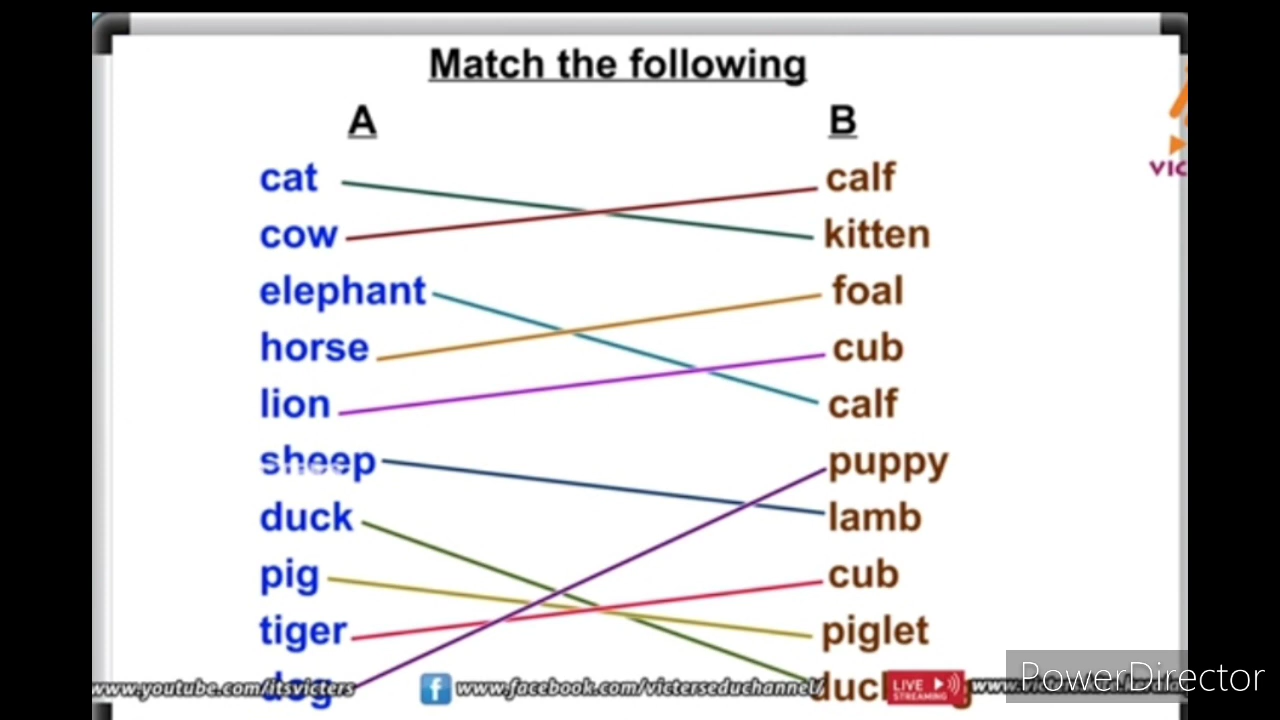 Match the following
A B
cat calf
cow kitten
elephant foal
horse cub
lion calf
sheep puppy
duck lamb
pig cub
tiger piglet
dog
www.youtube.com/itsvicters www.facebook.com/victerseduchannel/ LIVE STREAMING
PowerDirector